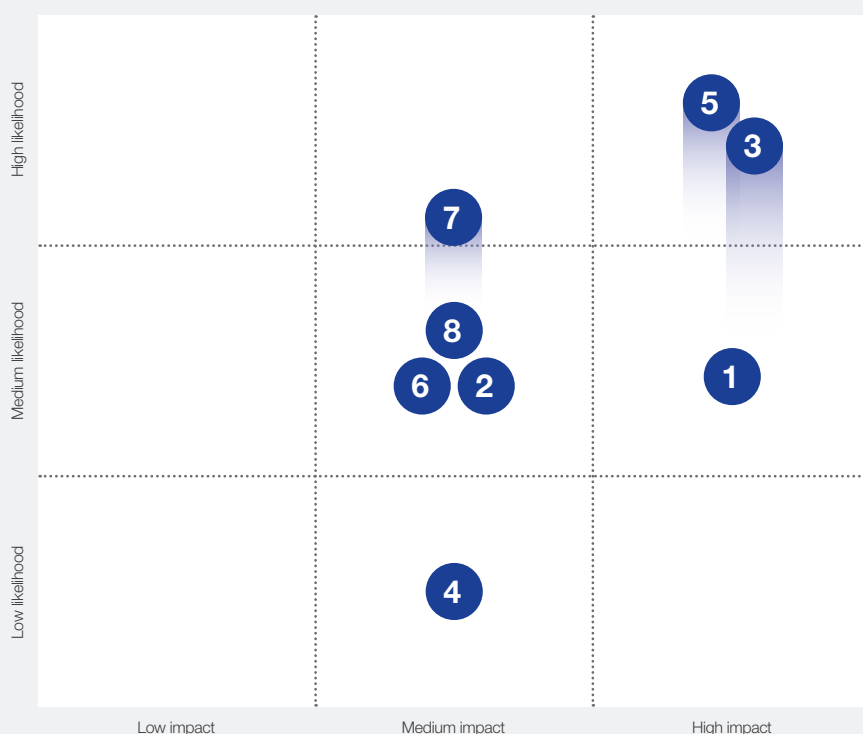 High likelihood
5
3
7
Medium likelihood
8
6
2
1
Low likelihood
4
Low impact
Medium impact
High impact